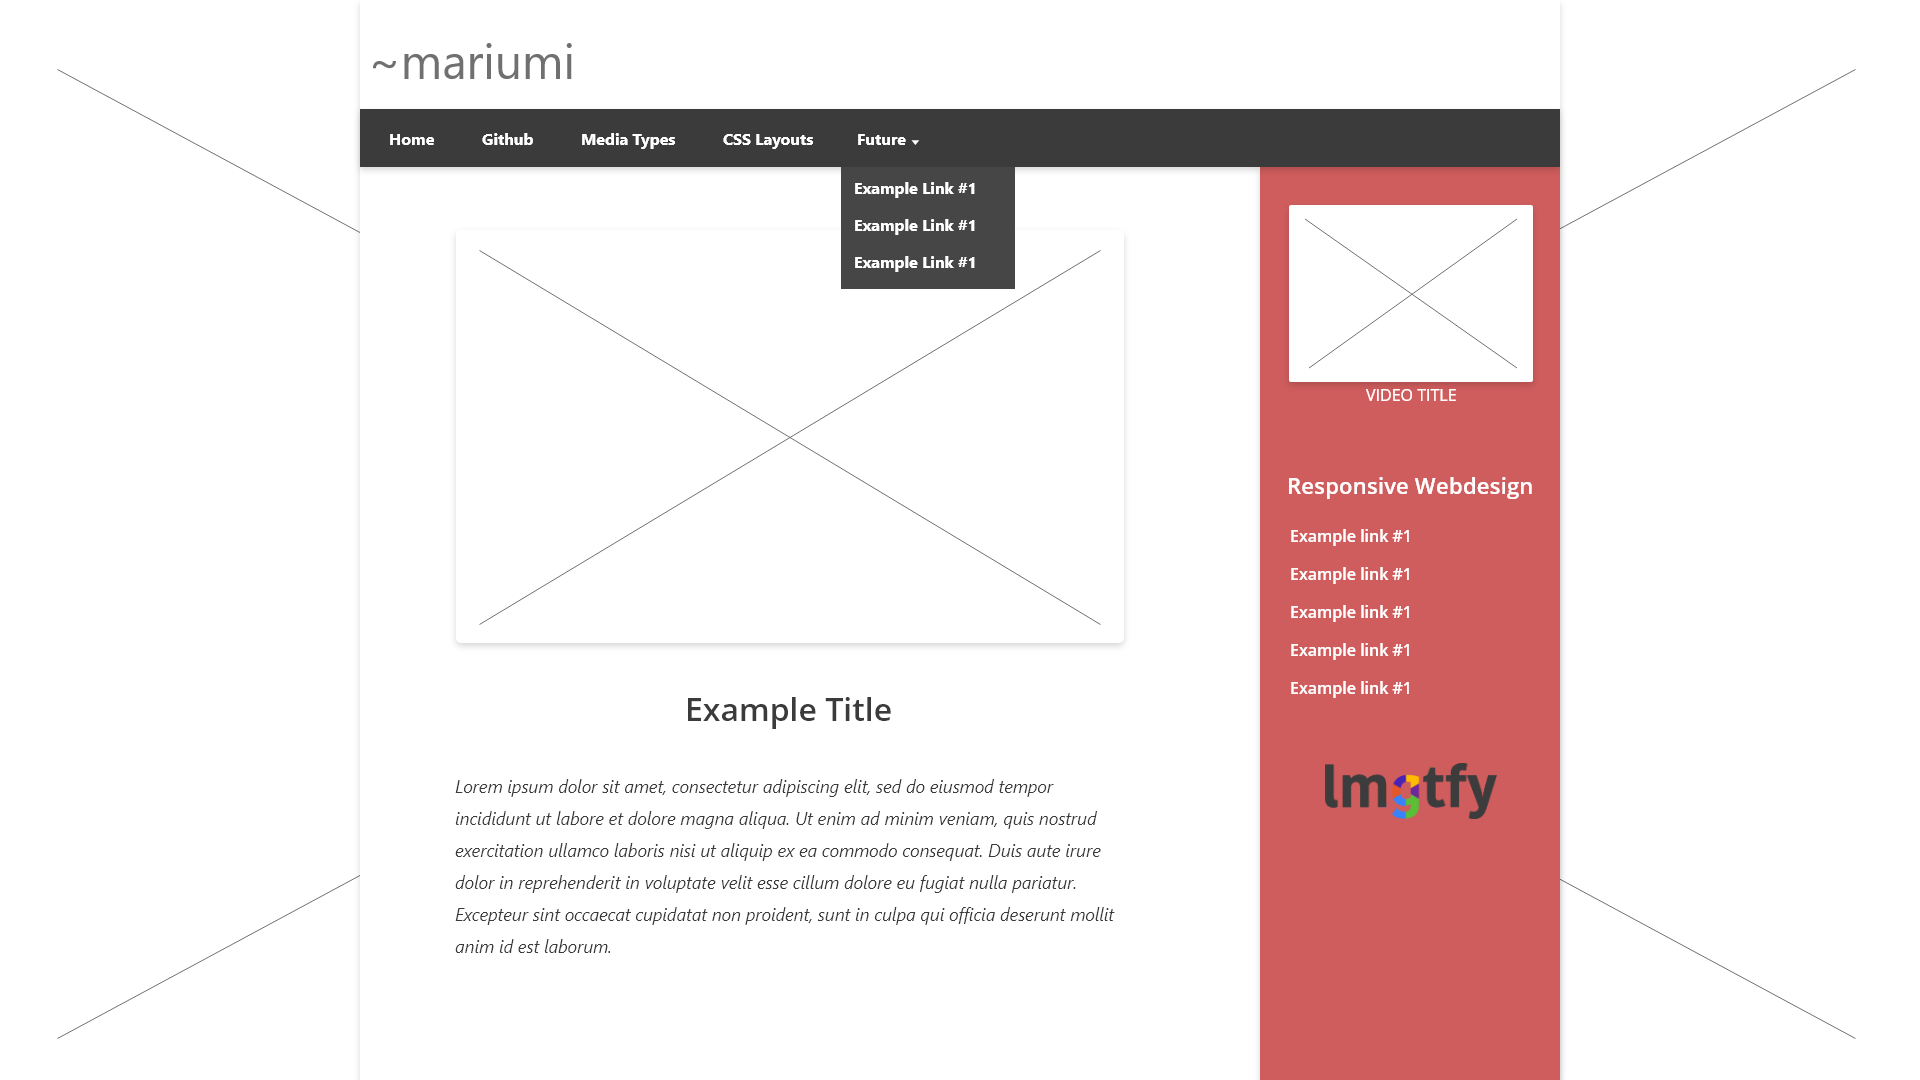 ~mariumi
Home Github Media Types CSS Layouts Future
Example Link #1
Example Link #1
Example Link #1
VIDEO TITLE
Responsive Webdesign
Example link #1
Example link #1
Example link #1
Example link #1
Example link #1
lmgtfy
Example Title
Lorem ipsum dolor sit amet, consectetur adipiscing elit, sed do eiusmod tempor
incididunt ut labore et dolore magna aliqua. Ut enim ad minim veniam, quis nostrud
exercitation ullamco laboris nisi ut aliquip ex ea commodo consequat. Duis aute irure
dolor in reprehenderit in voluptate velit esse cillum dolore eu fugiat nulla pariatur.
Excepteur sint occaecat cupidatat non proident, sunt in culpa qui officia deserunt mollit
anim id est laborum.